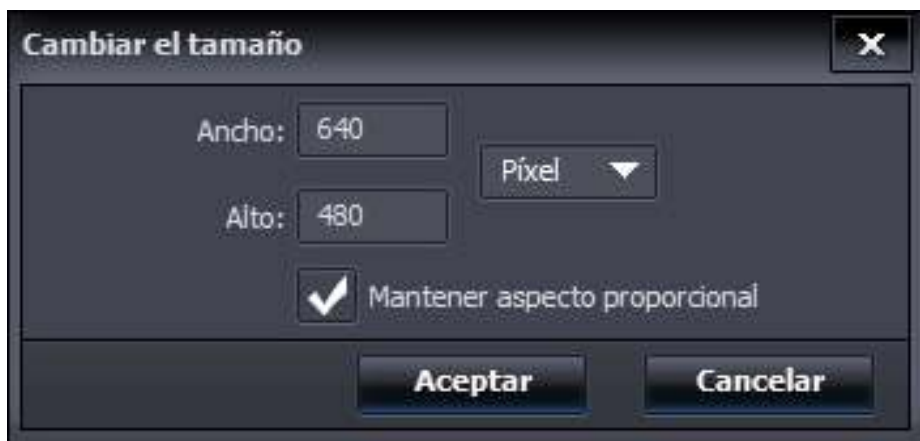 Cambiar el tamaño
Ancho: 640
Píxel
Alto: 480
Mantener aspecto proporcional
Aceptar Cancelar